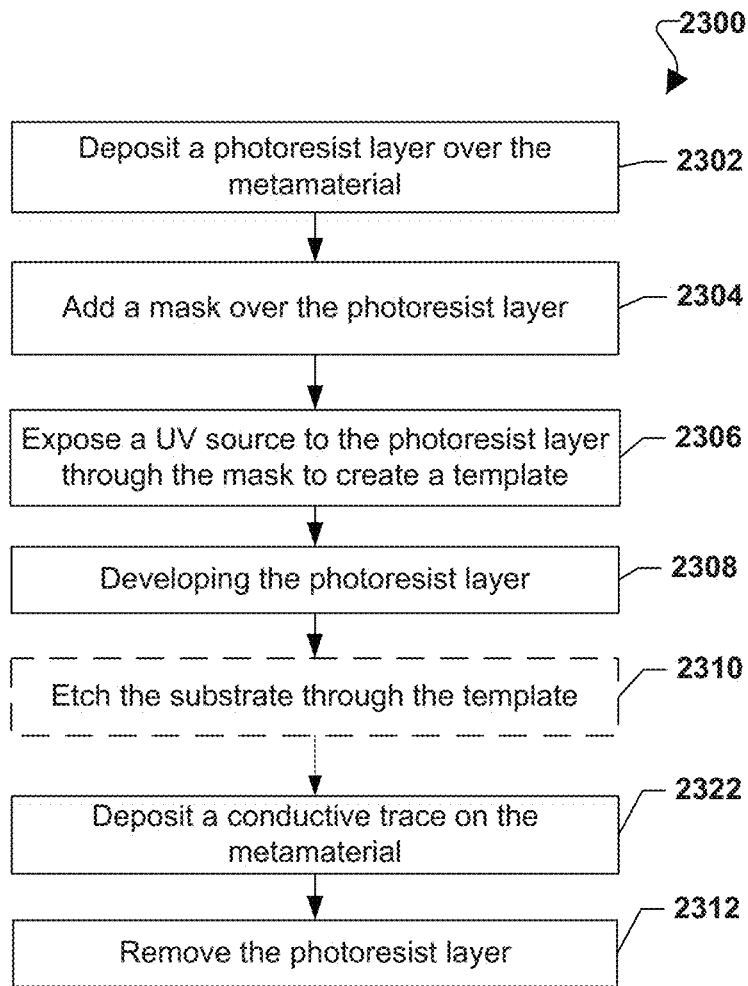 2300
Deposit a photoresist layer over the
metamaterial
2302
Add a mask over the photoresist layer
2304
Expose a UV source to the photoresist layer
through the mask to create a template
2306
Developing the photoresist layer
2308
Etch the substrate through the template
2310
Deposit a conductive trace on the
metamaterial
2322
Remove the photoresist layer
2312